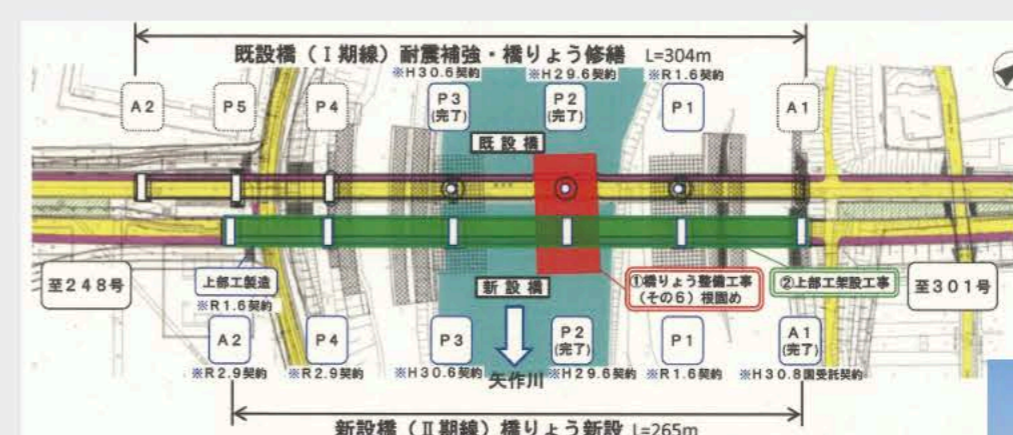 既設橋（Ⅰ期線）耐震補強・橋りょう修繕 L=304m
※H30.6契約 ※H29.6契約 ※R1.6契約
A2 P5 P4 P3 P2 P1 A1
(完了) (完了)
既設橋
至248号
上部工製造
※R1.6契約
新設橋
①橋りょう整備工事
（その6）根固め
②上部工架設工事
至301号
A2 P4 P3 P2 P1 A1
(完了) (完了)
※R2.9契約 ※R2.9契約 ※H30.6契約 ※H29.6契約 ※R1.6契約 ※H30.8国受託契約
矢作川
新設橋（Ⅱ期線）橋りょう新設 L=265m